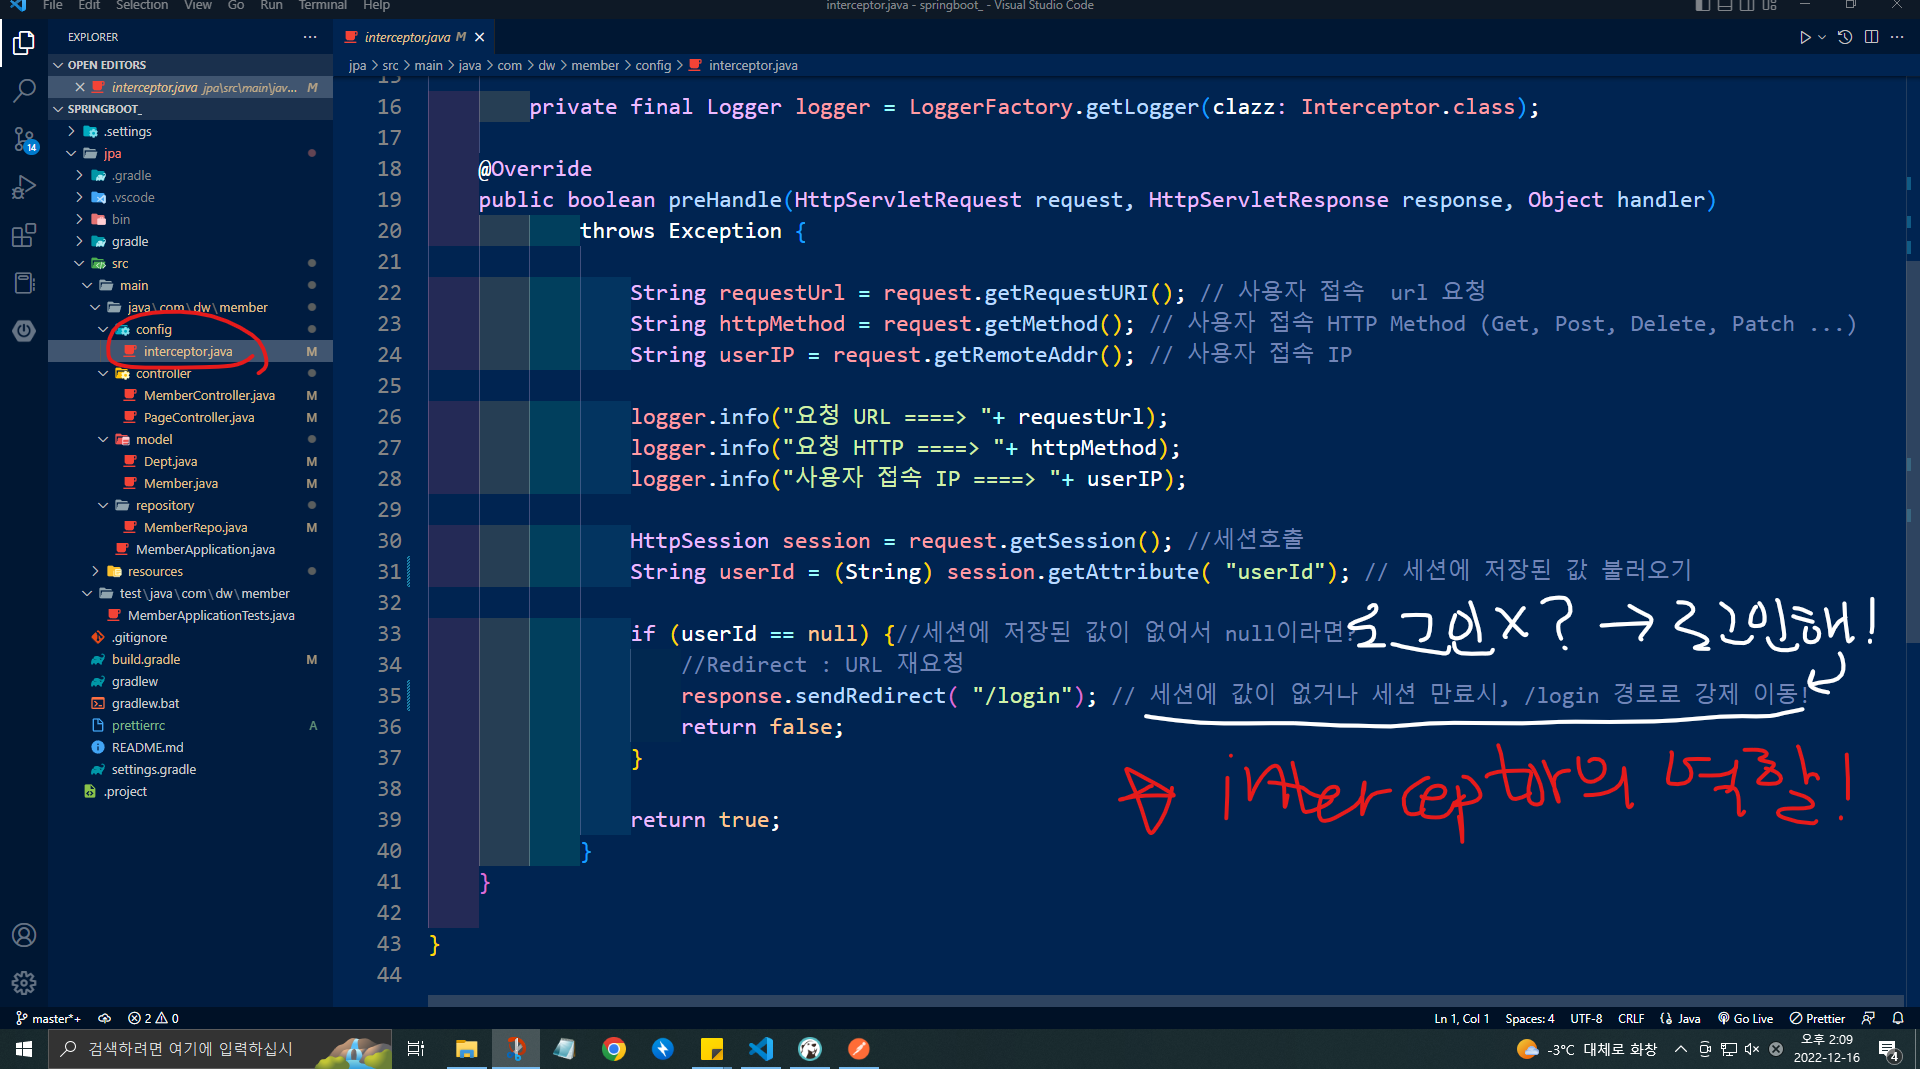 File Edit Selection View Go Run Terminal Help
interceptor.java - springboot_ - Visual Studio Code
EXPLORER
OPEN EDITORS
interceptor.java jpa\src\main\jav... M
SPRINGBOOT_
.settings
jpa
.gradle
.vscode
bin
gradle
src
main
java\com\dw\member
config
interceptor.java M
controller
MemberController.java M
PageController.java M
model
Dept.java M
Member.java M
repository
MemberRepo.java M
MemberApplication.java
resources
test\java\com\dw\member
MemberApplicationTests.java
.gitignore
build.gradle M
gradlew
gradlew.bat
prettierrc A
README.md
settings.gradle
.project
14
interceptor.java M
jpa > src > main > java > com > dw > member > config > interceptor.java
15
16 private final Logger logger = LoggerFactory.getLogger(clazz: Interceptor.class);
17
18 @Override
19 public boolean preHandle(HttpServletRequest request, HttpServletResponse response, Object handler)
20 throws Exception {
21
22 String requestUrl = request.getRequestURI(); // 사용자 접속  url 요청
23 String httpMethod = request.getMethod(); // 사용자 접속 HTTP Method (Get, Post, Delete, Patch ...)
24 String userIP = request.getRemoteAddr(); // 사용자 접속 IP
25
26 logger.info("요청 URL ====> "+ requestUrl);
27 logger.info("요청 HTTP ====> "+ httpMethod);
28 logger.info("사용자 접속 IP ====> "+ userIP);
29
30 HttpSession session = request.getSession(); //세션호출
31 String userId = (String) session.getAttribute( "userId"); // 세션에 저장된 값 불러오기
32
33 if (userId == null) {//세션에 저장된 값이 없어서 null이라면?
로그인X? → 로그인해!
34 //Redirect : URL 재요청
35 response.sendRedirect( "/login"); // 세션에 값이 없거나 세션 만료시, /login 경로로 강제 이동!
36 return false;
37 }
interceptor의 역할!
38
39 return true;
40 }
41 }
42
43 }
44
master*+ 2 0
Ln 1, Col 1 Spaces: 4 UTF-8 CRLF {} Java Go Live Prettier
검색하려면 여기에 입력하십시
-3°C 대체로 화창
오후 2:09
2022-12-16
4